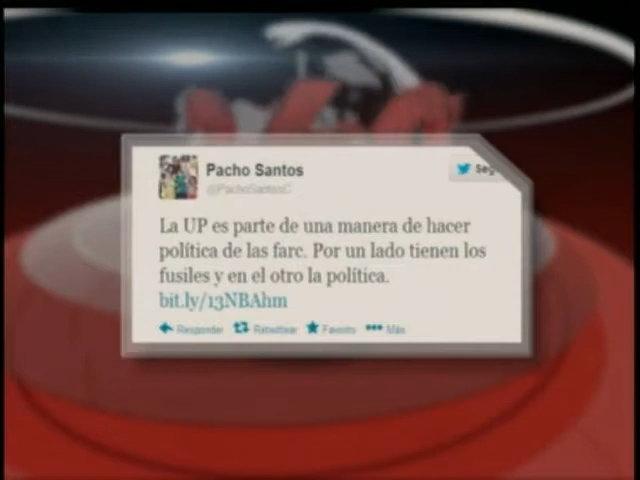 Pacho Santos
@PachoSantosC
La UP es parte de una manera de hacer
política de las farc. Por un lado tienen los
fusiles y en el otro la política.
bit.ly/13NBAhm
Responder Retwittear Favorito Más